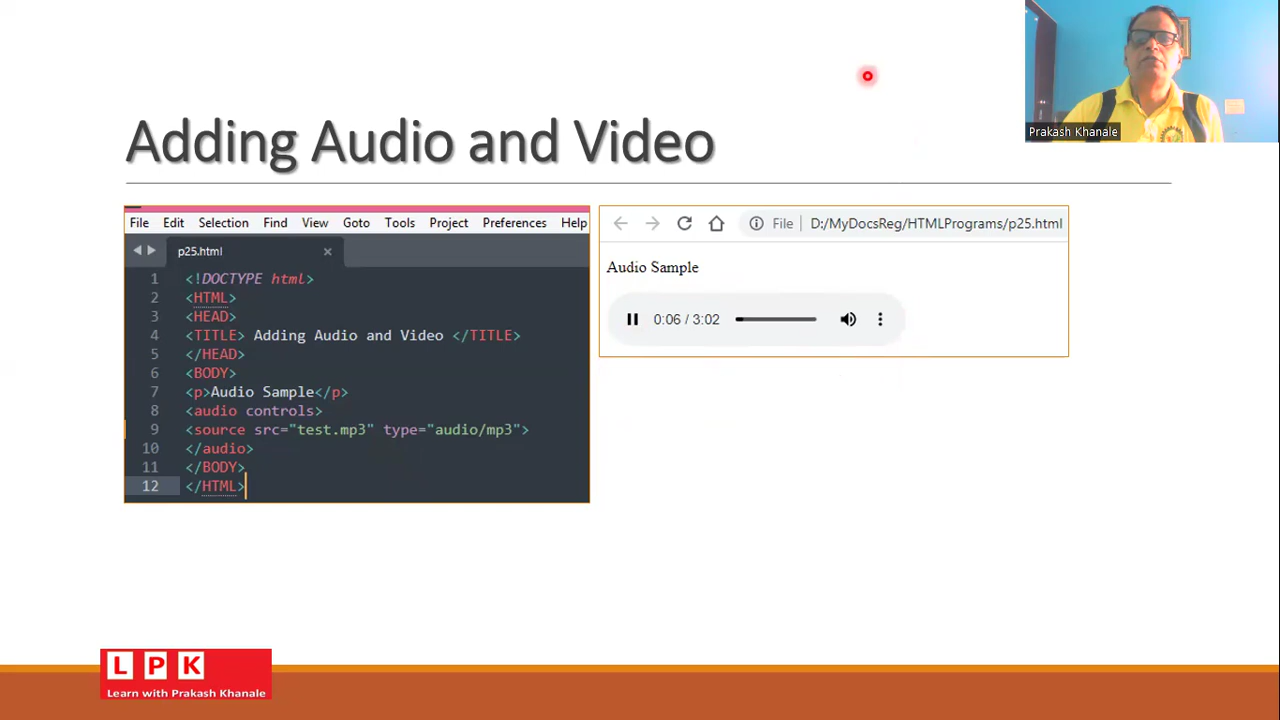 Prakash Khanale
Adding Audio and Video
File Edit Selection Find View Goto Tools Project Preferences Help
p25.html ×
1 <!DOCTYPE html>
2 <HTML>
3 <HEAD>
4 <TITLE> Adding Audio and Video </TITLE>
5 </HEAD>
6 <BODY>
7 <p>Audio Sample</p>
8 <audio controls>
9 <source src="test.mp3" type="audio/mp3">
10 </audio>
11 </BODY>
12 </HTML>
File D:/MyDocsReg/HTMLPrograms/p25.html
Audio Sample
0:06 / 3:02
LPK
Learn with Prakash Khanale